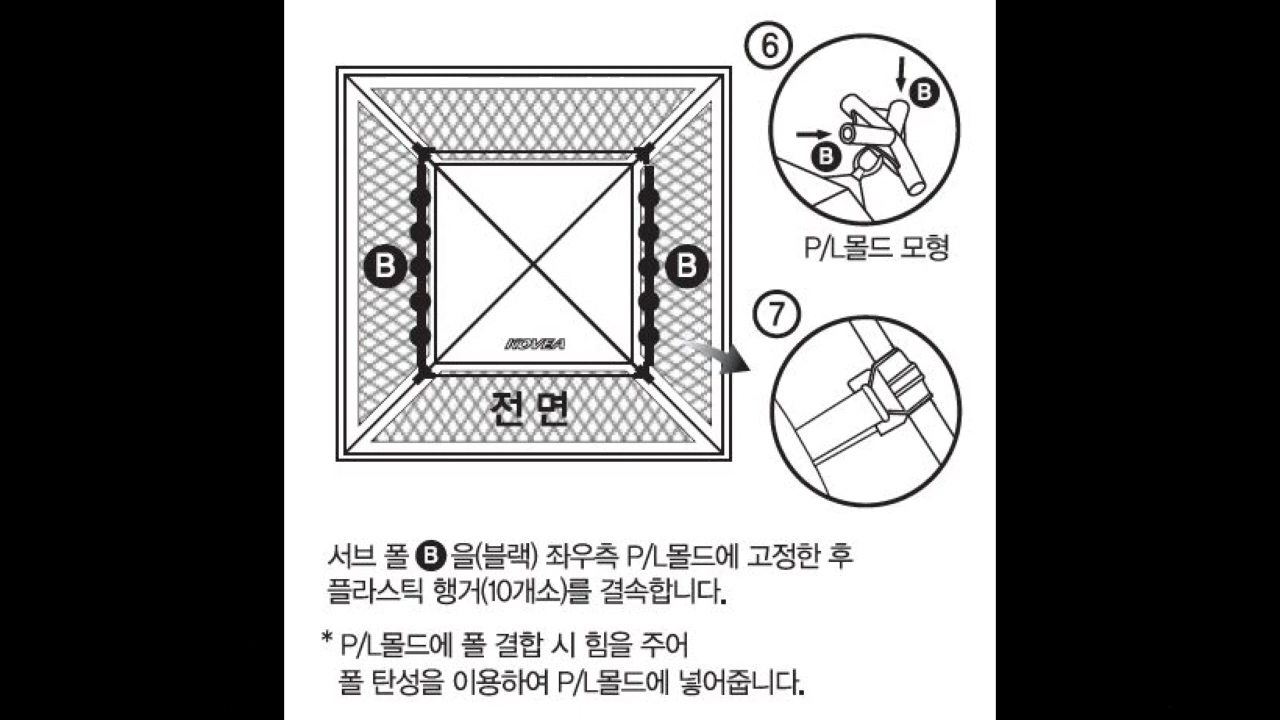 ⑥
B
B
P/L몰드 모형
B
B
⑦
KOVEA
전 면
서브 폴 B 을(블랙) 좌우측 P/L몰드에 고정한 후
플라스틱 행거(10개소)를 결속합니다.
* P/L몰드에 폴 결합 시 힘을 주어
폴 탄성을 이용하여 P/L몰드에 넣어줍니다.